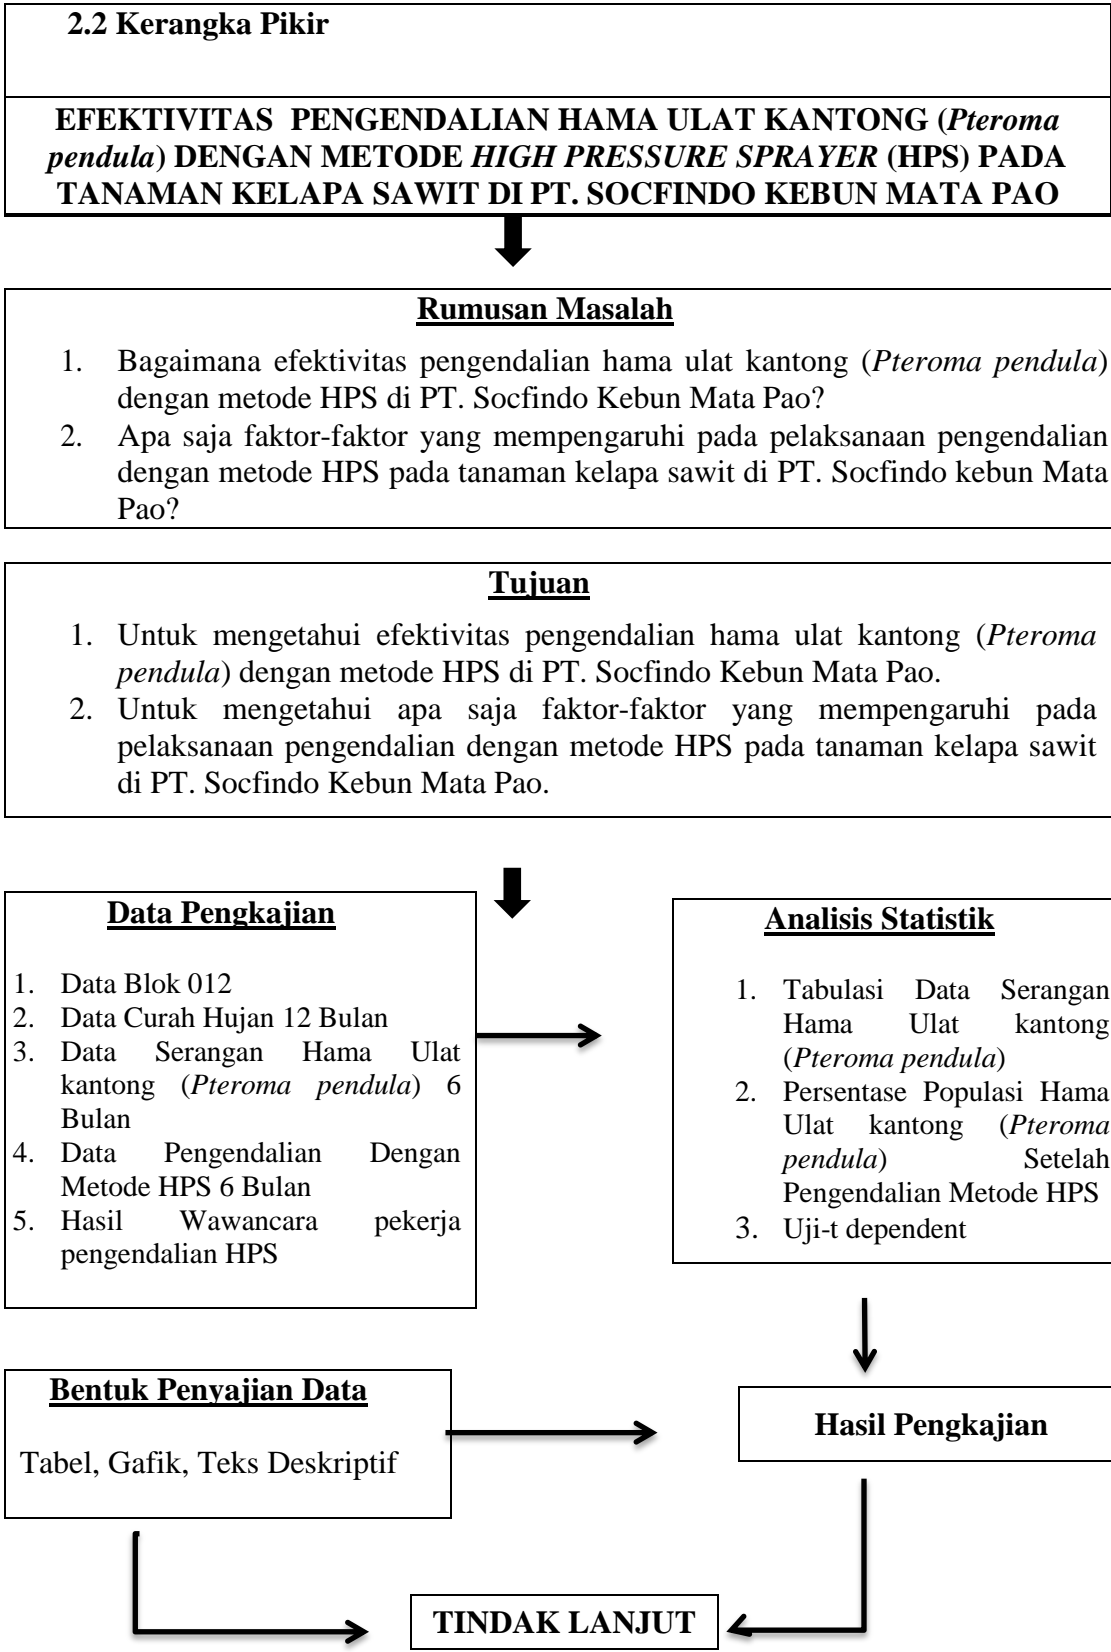 2.2 Kerangka Pikir
EFEKTIVITAS PENGENDALIAN HAMA ULAT KANTONG (Pteroma
pendula) DENGAN METODE HIGH PRESSURE SPRAYER (HPS) PADA
TANAMAN KELAPA SAWIT DI PT. SOCFINDO KEBUN MATA PAO
Rumusan Masalah
1. Bagaimana efektivitas pengendalian hama ulat kantong (Pteroma pendula)
dengan metode HPS di PT. Socfindo Kebun Mata Pao?
2. Apa saja faktor-faktor yang mempengaruhi pada pelaksanaan pengendalian
dengan metode HPS pada tanaman kelapa sawit di PT. Socfindo kebun Mata
Pao?
Tujuan
1. Untuk mengetahui efektivitas pengendalian hama ulat kantong (Pteroma
pendula) dengan metode HPS di PT. Socfindo Kebun Mata Pao.
2. Untuk mengetahui apa saja faktor-faktor yang mempengaruhi pada
pelaksanaan pengendalian dengan metode HPS pada tanaman kelapa sawit
di PT. Socfindo Kebun Mata Pao.
Data Pengkajian
1. Data Blok 012
2. Data Curah Hujan 12 Bulan
3. Data Serangan Hama Ulat
kantong (Pteroma pendula) 6
Bulan
4. Data Pengendalian Dengan
Metode HPS 6 Bulan
5. Hasil Wawancara pekerja
pengendalian HPS
Analisis Statistik
1. Tabulasi Data Serangan
Hama Ulat kantong
(Pteroma pendula)
2. Persentase Populasi Hama
Ulat kantong (Pteroma
pendula) Setelah
Pengendalian Metode HPS
3. Uji-t dependent
Bentuk Penyajian Data
Tabel, Gafik, Teks Deskriptif
Hasil Pengkajian
TINDAK LANJUT